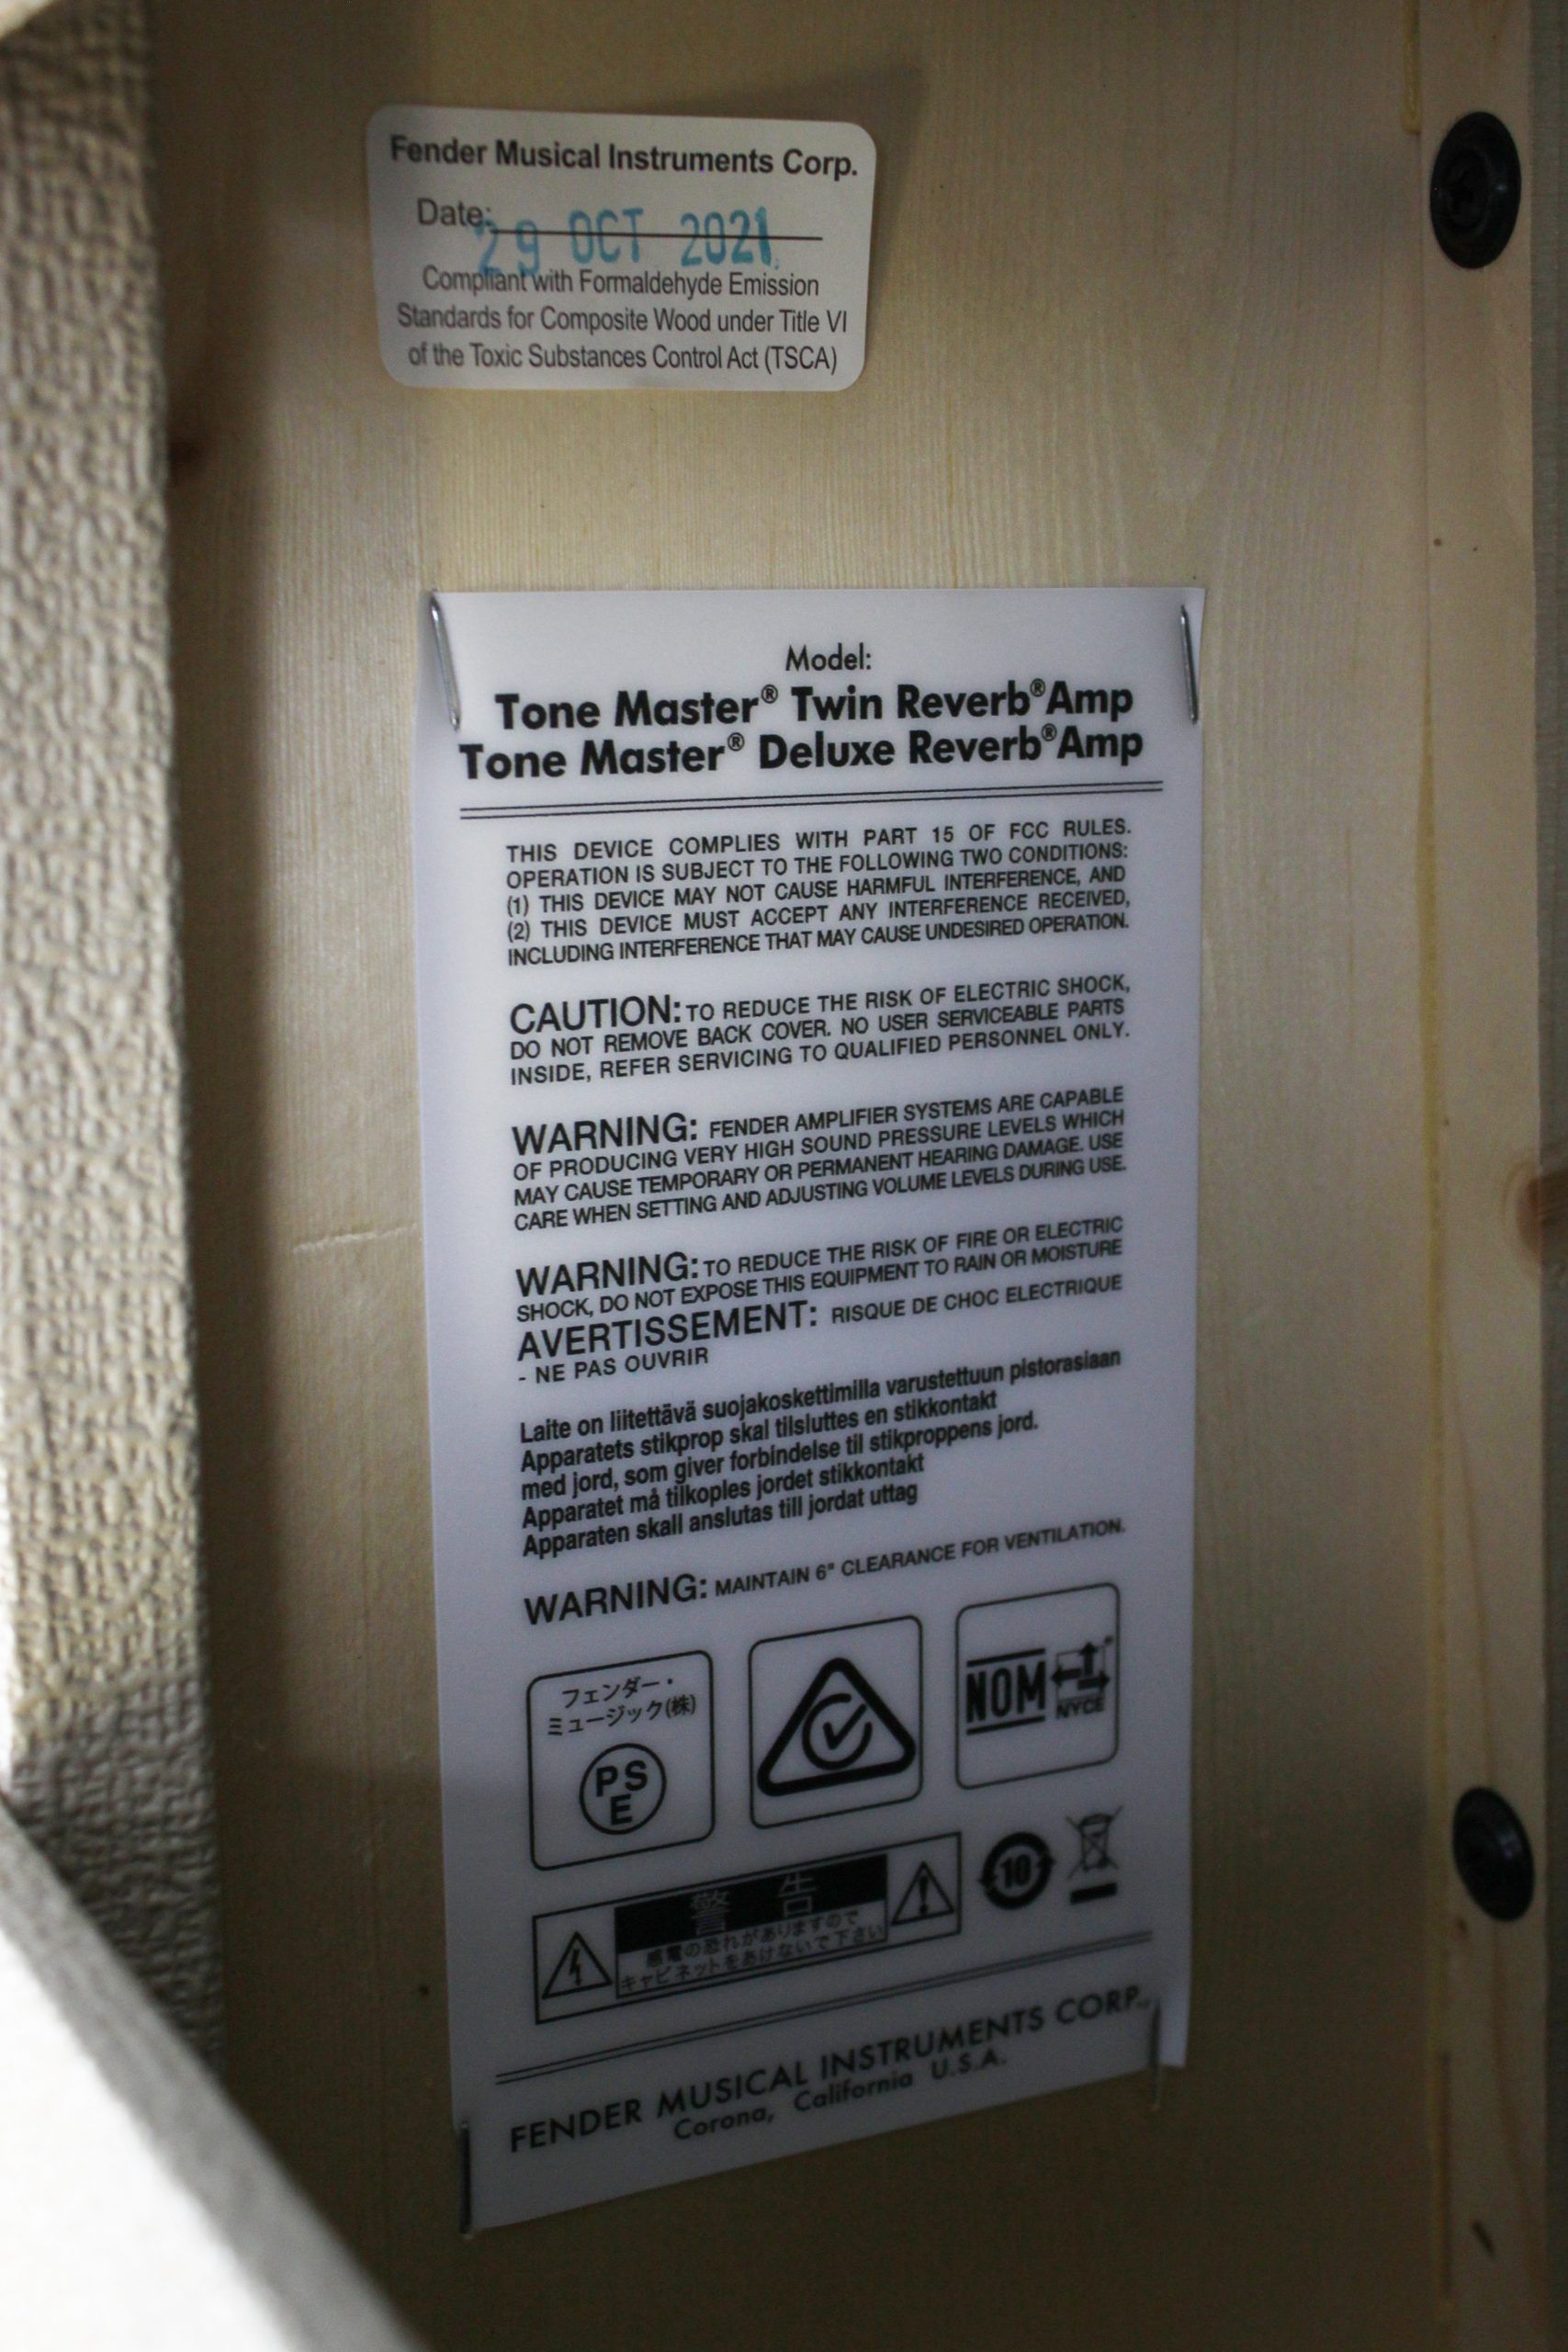 Fender Musical Instruments Corp.
Date: 29 OCT 2021
Compliant with Formaldehyde Emission
Standards for Composite Wood under Title VI
of the Toxic Substances Control Act (TSCA)
Model:
Tone Master® Twin Reverb® Amp
Tone Master® Deluxe Reverb® Amp
THIS DEVICE COMPLIES WITH PART 15 OF FCC RULES.
OPERATION IS SUBJECT TO THE FOLLOWING TWO CONDITIONS:
(1) THIS DEVICE MAY NOT CAUSE HARMFUL INTERFERENCE, AND
(2) THIS DEVICE MUST ACCEPT ANY INTERFERENCE RECEIVED,
INCLUDING INTERFERENCE THAT MAY CAUSE UNDESIRED OPERATION.
CAUTION: TO REDUCE THE RISK OF ELECTRIC SHOCK,
DO NOT REMOVE BACK COVER. NO USER SERVICEABLE PARTS
INSIDE, REFER SERVICING TO QUALIFIED PERSONNEL ONLY.
WARNING: FENDER AMPLIFIER SYSTEMS ARE CAPABLE
OF PRODUCING VERY HIGH SOUND PRESSURE LEVELS WHICH
MAY CAUSE TEMPORARY OR PERMANENT HEARING DAMAGE. USE
CARE WHEN SETTING AND ADJUSTING VOLUME LEVELS DURING USE.
WARNING: TO REDUCE THE RISK OF FIRE OR ELECTRIC
SHOCK, DO NOT EXPOSE THIS EQUIPMENT TO RAIN OR MOISTURE
AVERTISSEMENT: RISQUE DE CHOC ELECTRIQUE
- NE PAS OUVRIR
Laite on liitettävä suojakoskettimilla varustettuun pistorasiaan
Apparatets stikprop skal tilsluttes en stikkontakt
med jord, som giver forbindelse til stikproppens jord.
Apparatet må tilkoples jordet stikkontakt
Apparaten skall anslutas till jordat uttag
WARNING: MAINTAIN 6" CLEARANCE FOR VENTILATION.
フェンダー・
ミュージック(株)
PS
E
NOM
NYCE
警 告
感電の恐れがありますので
キャビネットをあけないで下さい
10
FENDER MUSICAL INSTRUMENTS CORP.,
Corona, California U.S.A.